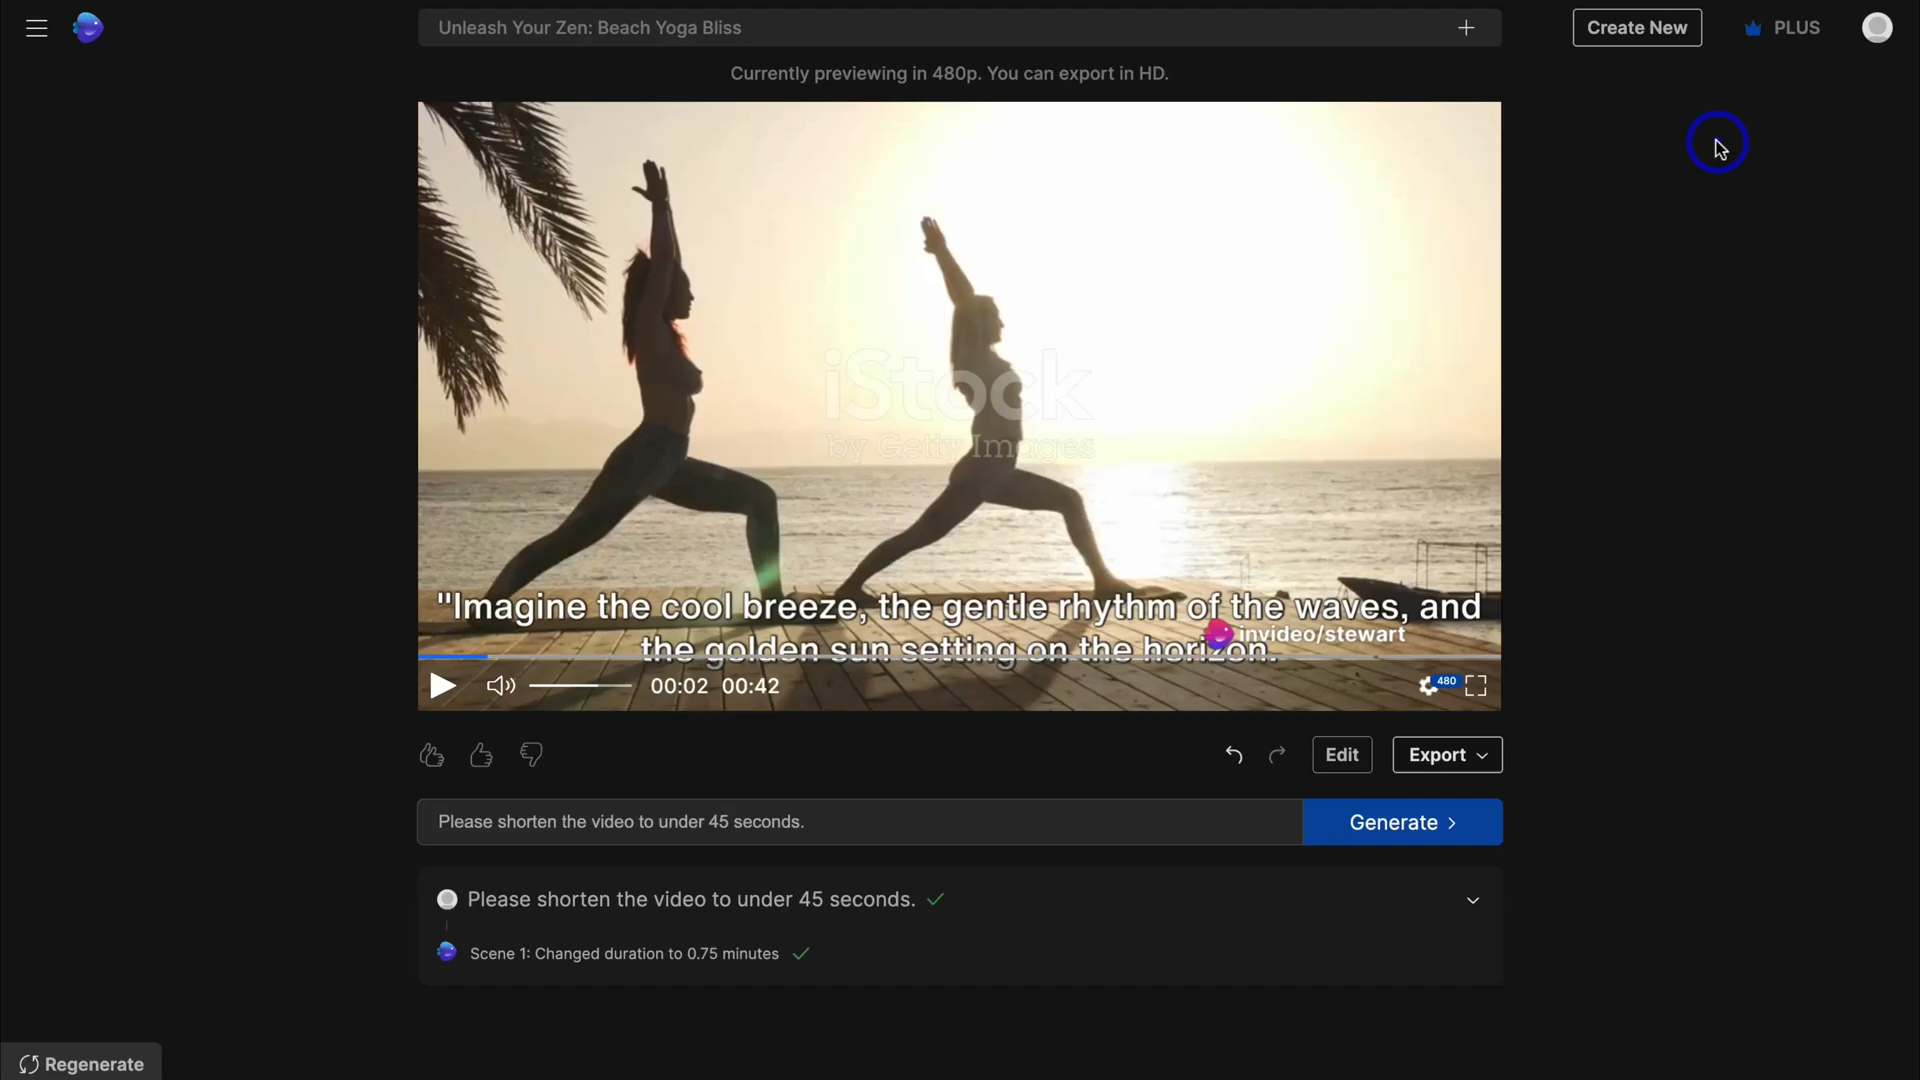 Unleash Your Zen: Beach Yoga Bliss
Create New
PLUS
Currently previewing in 480p. You can export in HD.
iStock
by Getty Images
"Imagine the cool breeze, the gentle rhythm of the waves, and
the golden sun setting on the horizon.
invideo/stewart
00:02 00:42
480
Edit
Export
Please shorten the video to under 45 seconds.
Generate
Please shorten the video to under 45 seconds.
Scene 1: Changed duration to 0.75 minutes
Regenerate